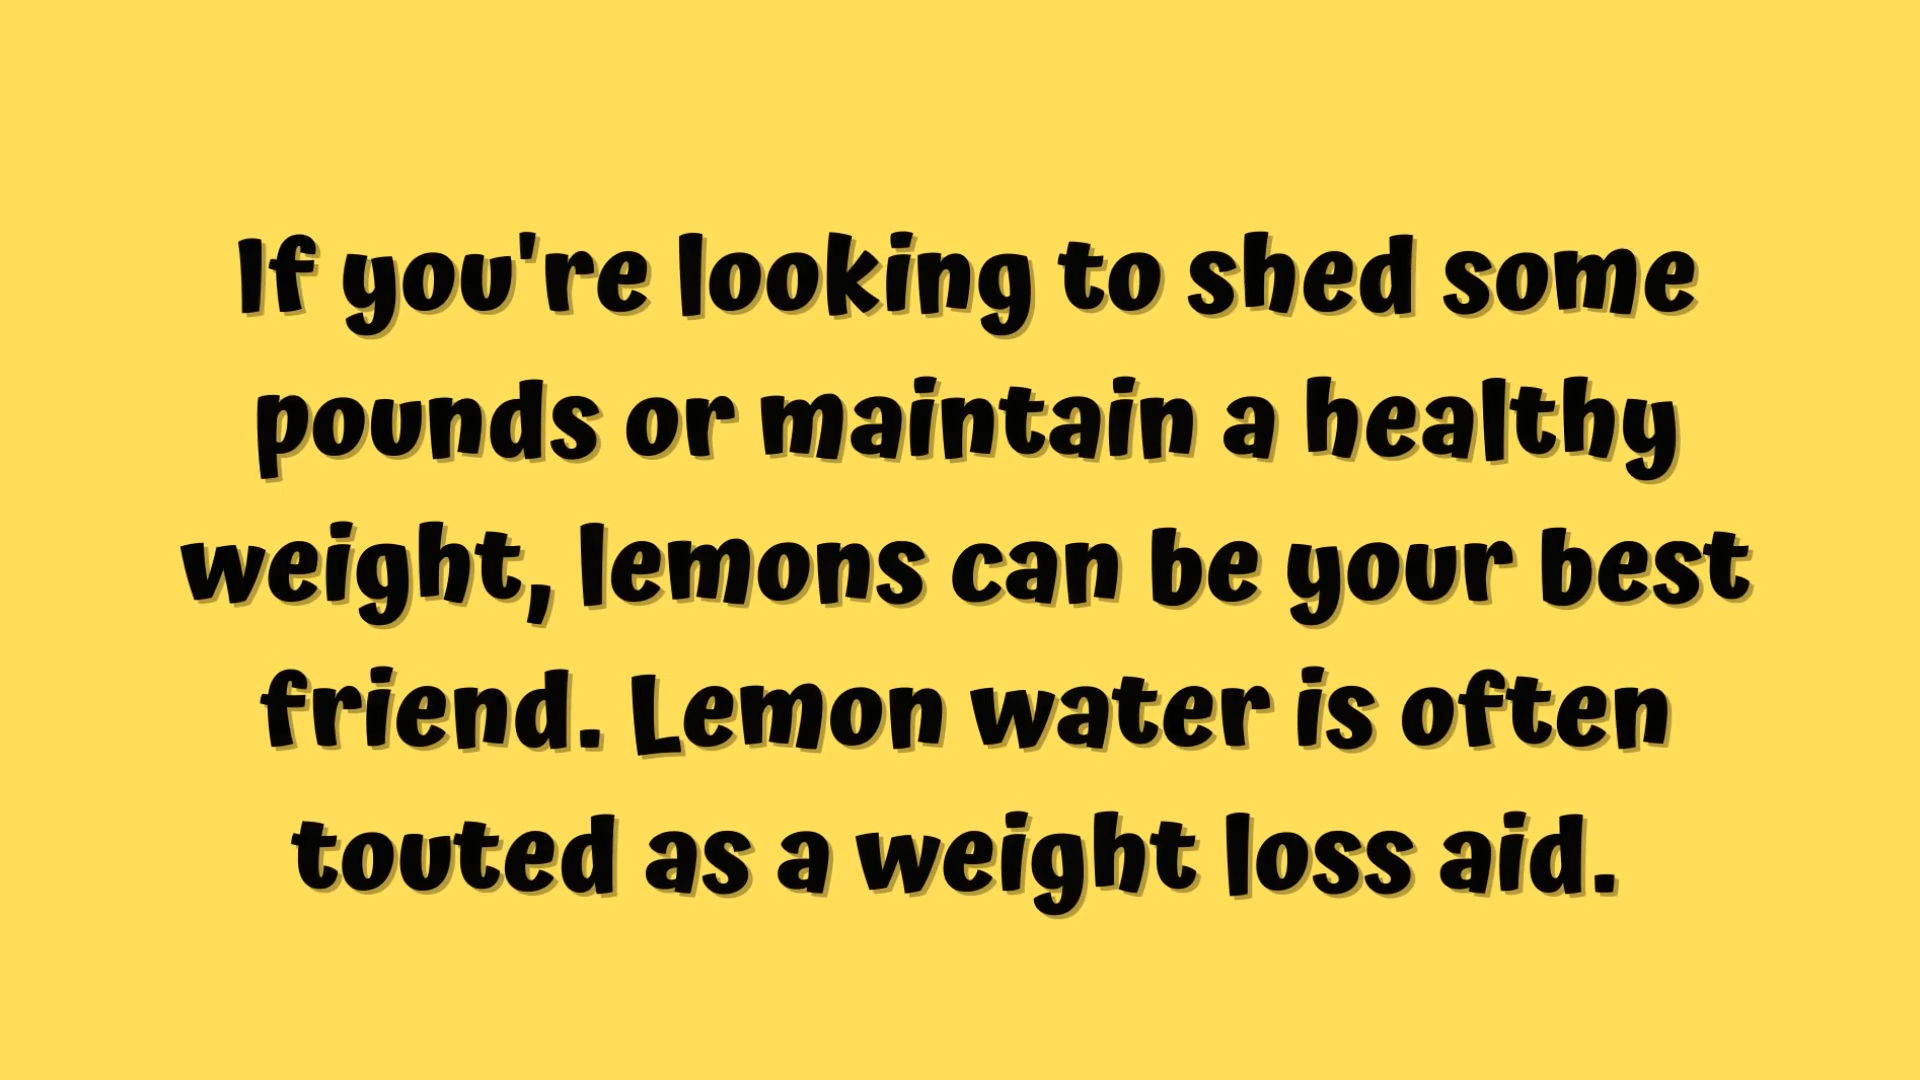 If you're looking to shed some
pounds or maintain a healthy
weight, lemons can be your best
friend. Lemon water is often
touted as a weight loss aid.